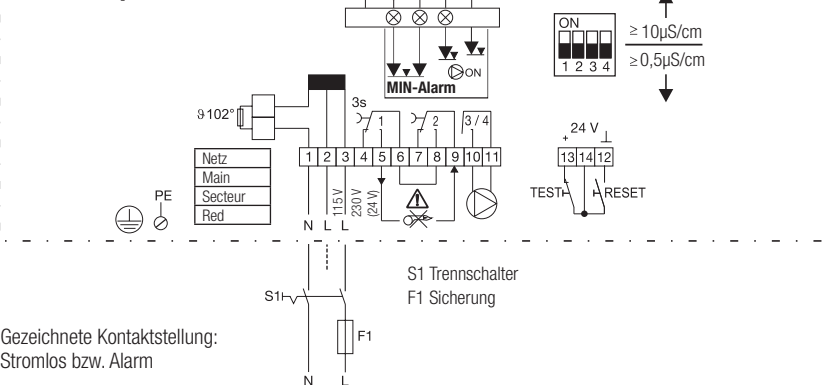 ON
≥ 10µS/cm
1 2 3 4
≥ 0,5µS/cm
ON
MIN-Alarm
3s
ϑ 102°
1
2
3 / 4
+ 24 V ⊥
1 2 3 4 5 6 7 8 9 10 11
13 14 12
Netz
Main
Secteur
Red
PE
115 V
230 V
(24 V)
TEST
RESET
N L L
S1 Trennschalter
S1
F1 Sicherung
F1
Gezeichnete Kontaktstellung:
Stromlos bzw. Alarm
N L